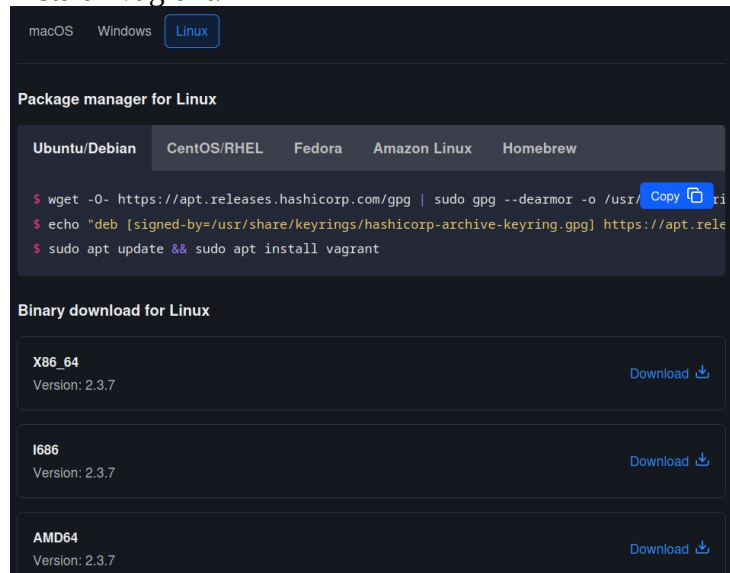 macOS Windows Linux
Package manager for Linux
Ubuntu/Debian CentOS/RHEL Fedora Amazon Linux Homebrew
$ wget -O- https://apt.releases.hashicorp.com/gpg | sudo gpg --dearmor -o /usr/ Copy ri
$ echo "deb [signed-by=/usr/share/keyrings/hashicorp-archive-keyring.gpg] https://apt.rele
$ sudo apt update && sudo apt install vagrant
Binary download for Linux
X86_64
Version: 2.3.7
Download
I686
Version: 2.3.7
Download
AMD64
Version: 2.3.7
Download